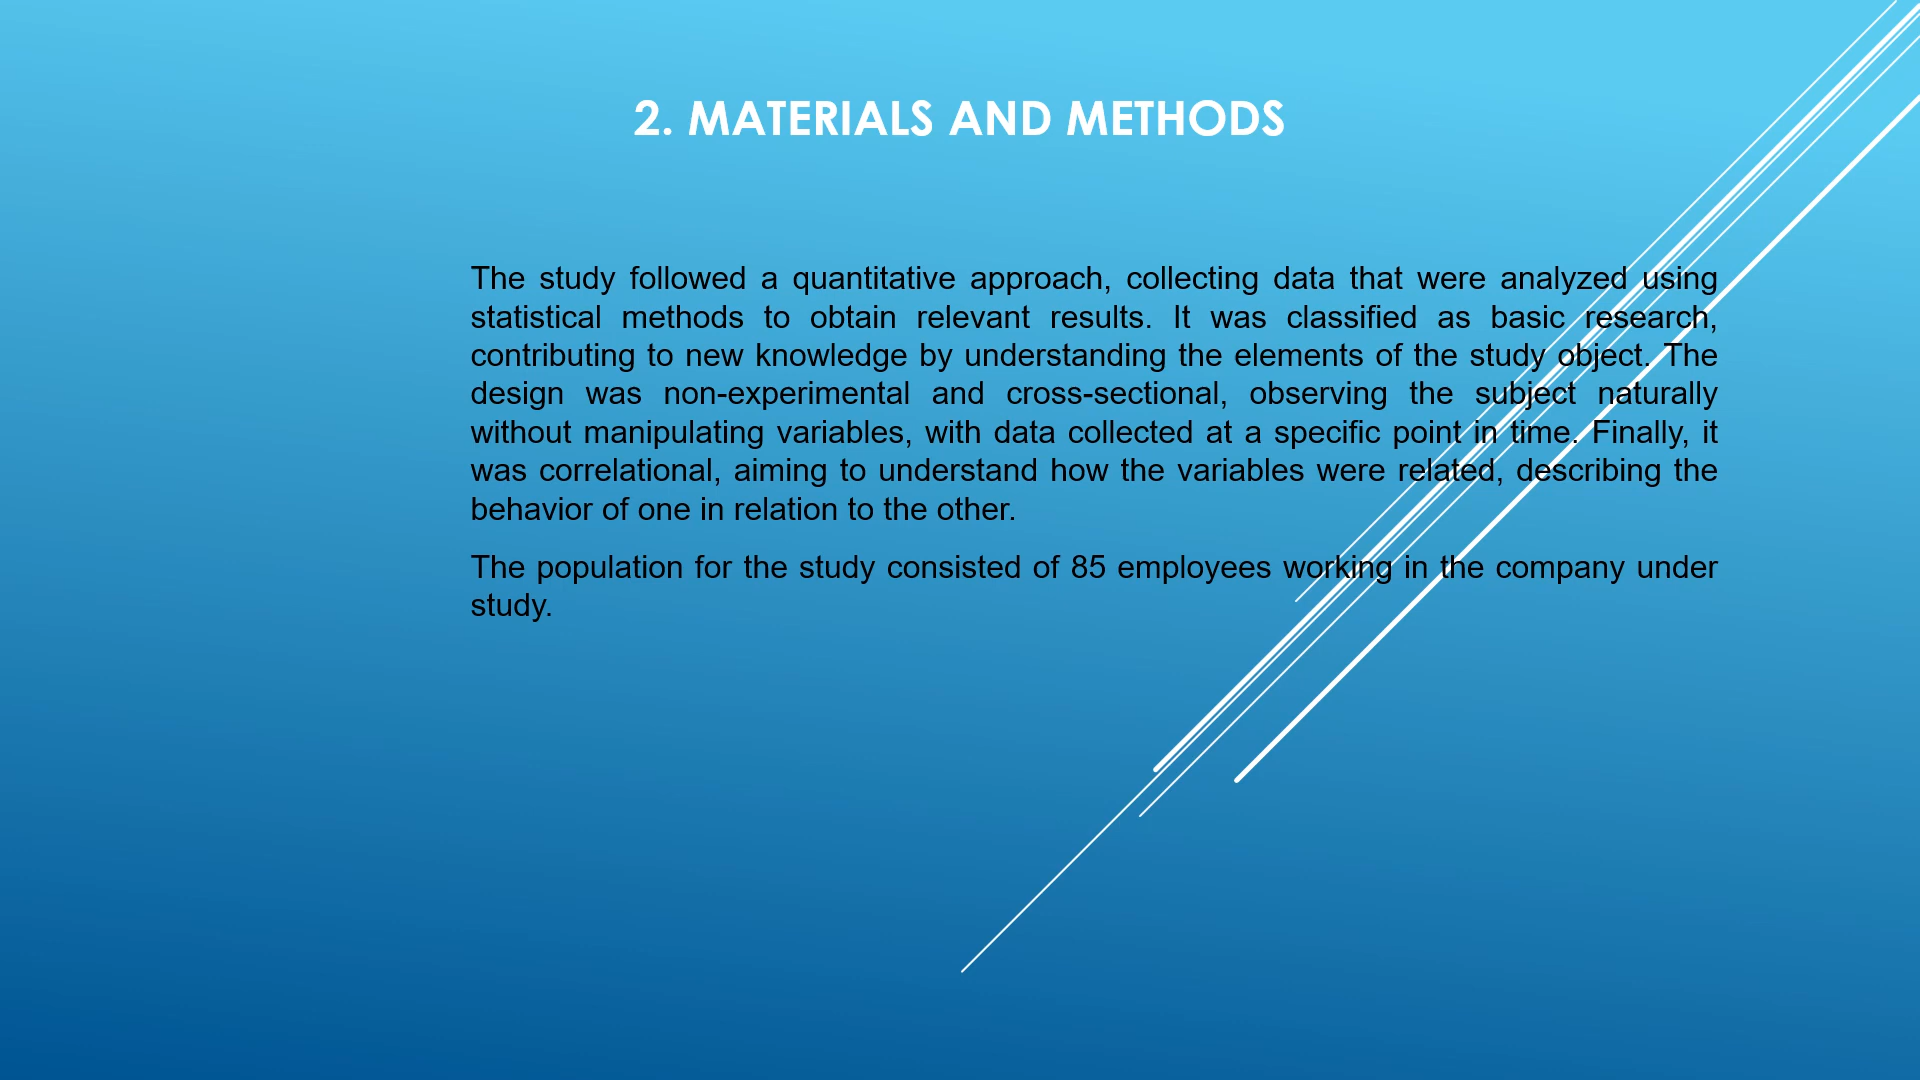 2. MATERIALS AND METHODS
The study followed a quantitative approach, collecting data that were analyzed using
statistical methods to obtain relevant results. It was classified as basic research,
contributing to new knowledge by understanding the elements of the study object. The
design was non-experimental and cross-sectional, observing the subject naturally
without manipulating variables, with data collected at a specific point in time. Finally, it
was correlational, aiming to understand how the variables were related, describing the
behavior of one in relation to the other.
The population for the study consisted of 85 employees working in the company under
study.